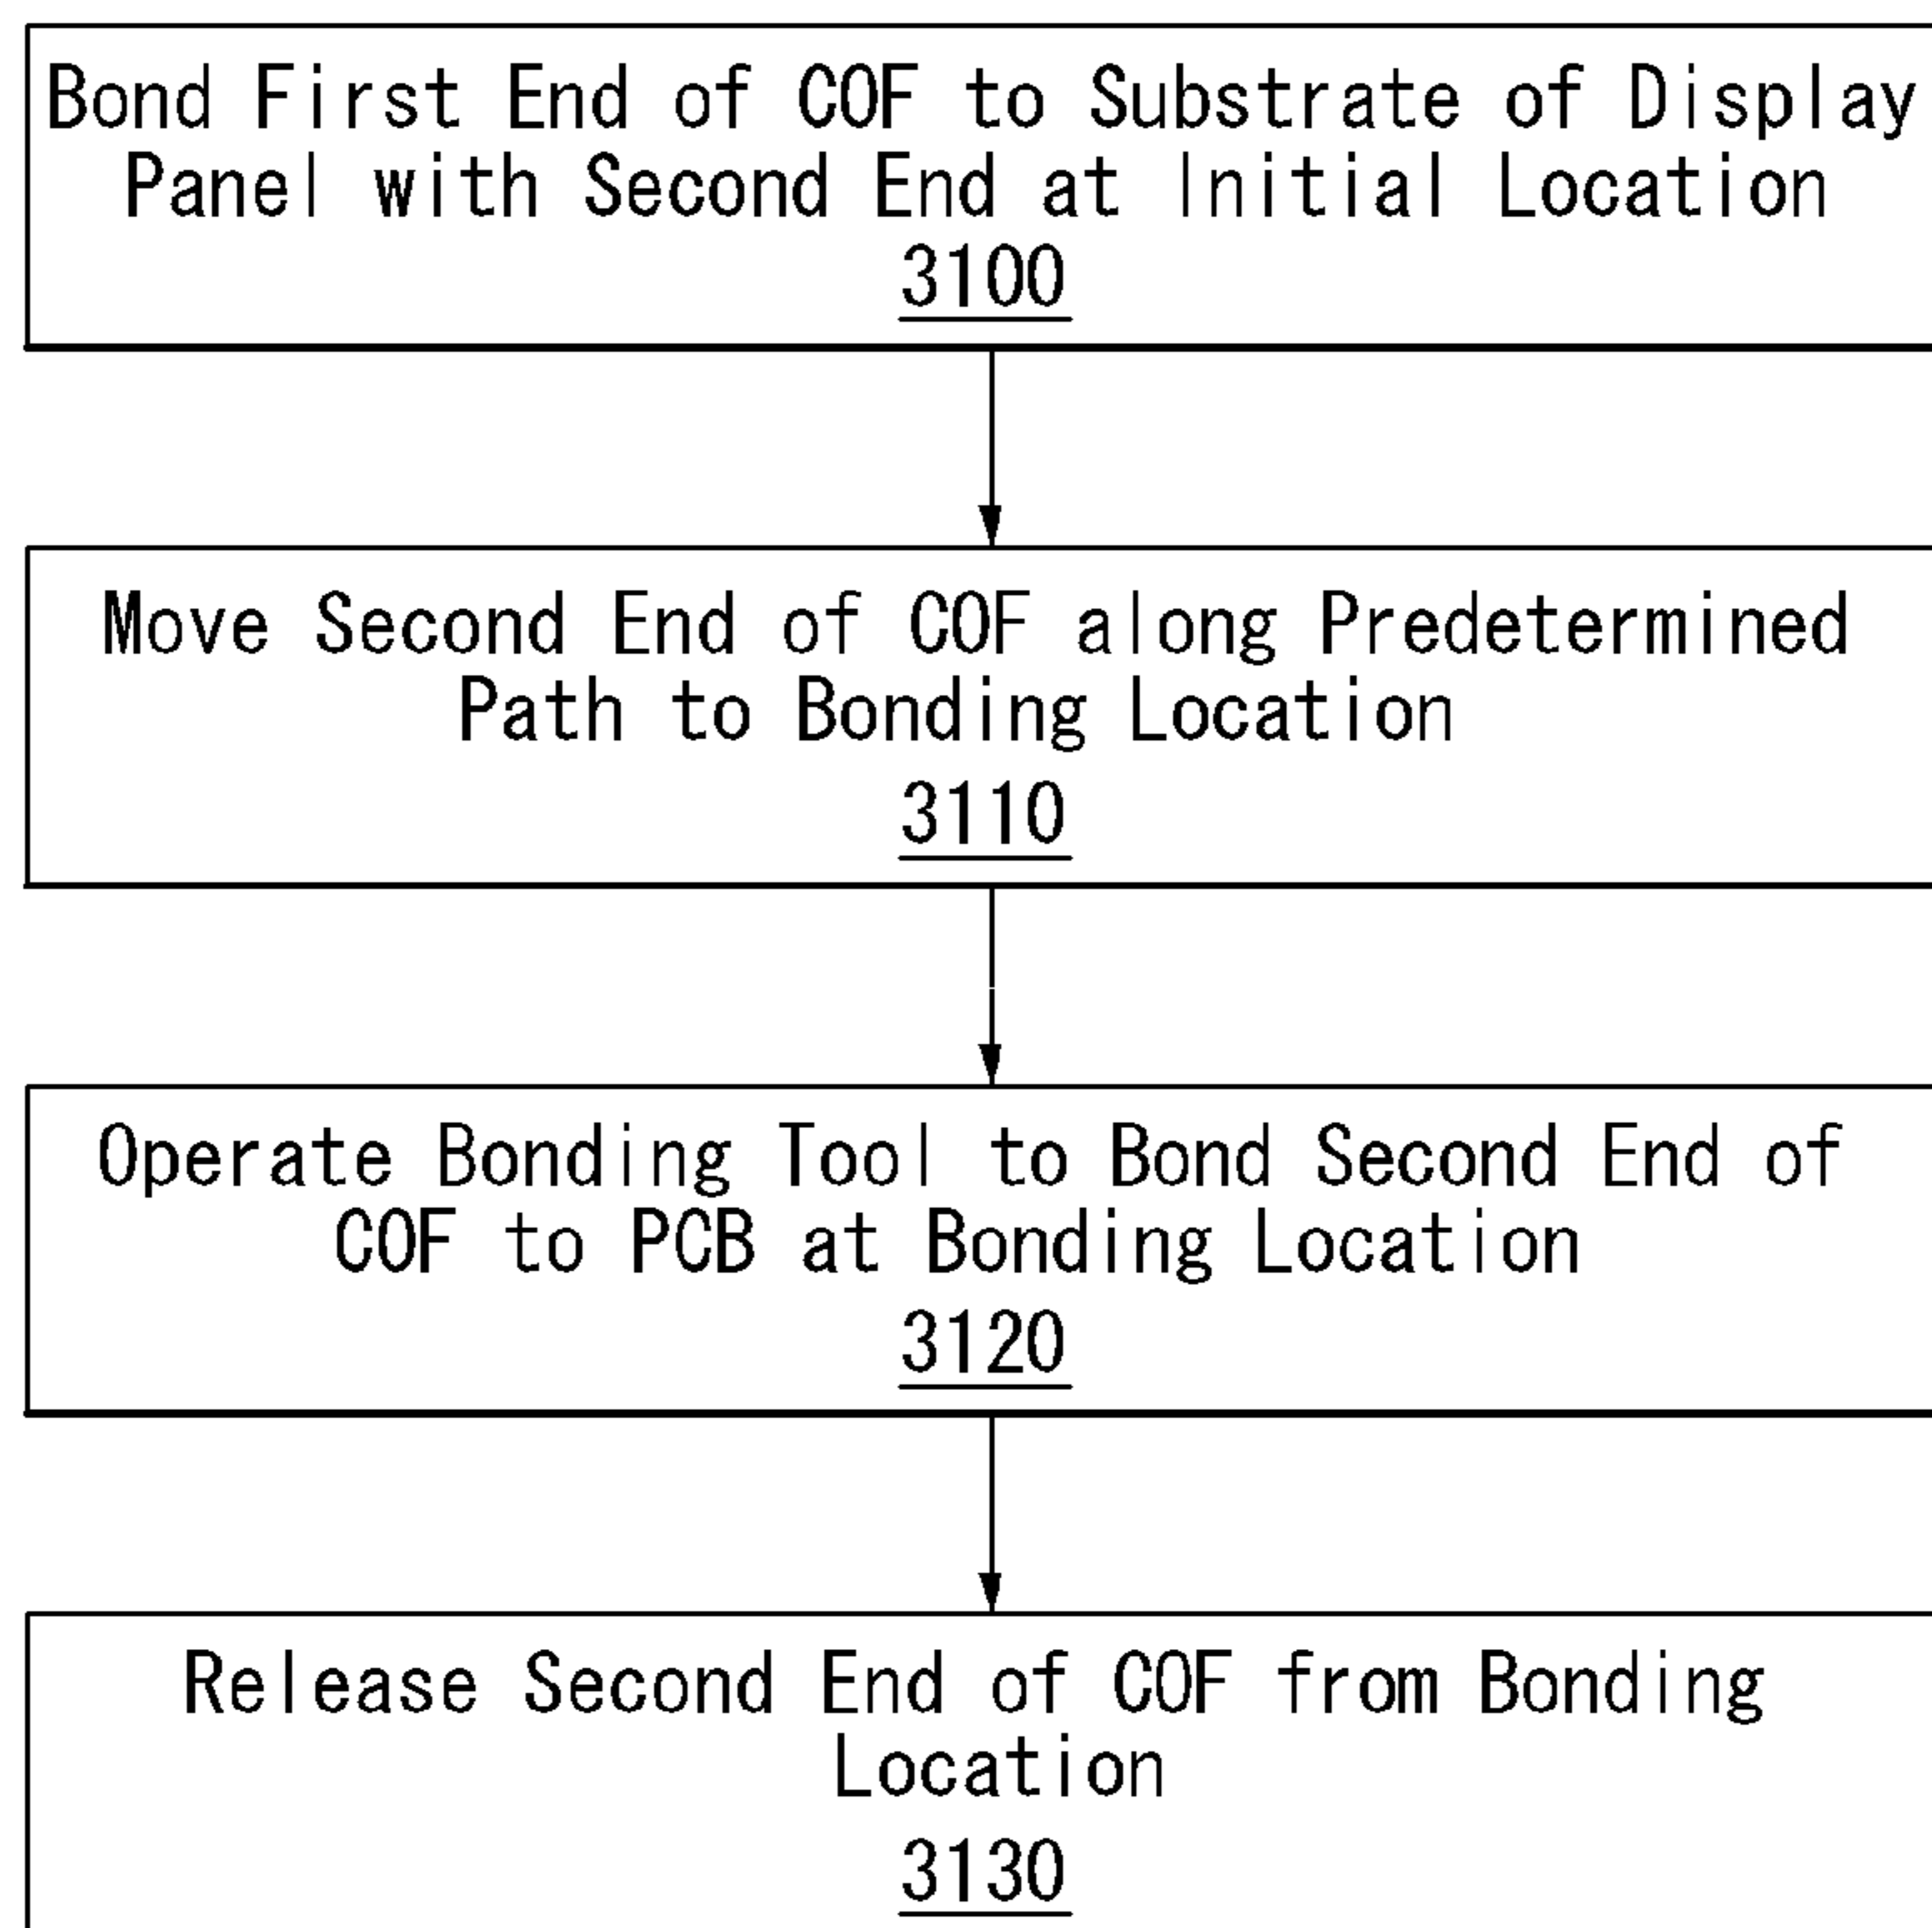 Bond First End of COF to Substrate of Display
Panel with Second End at Initial Location
3100
Move Second End of COF along Predetermined
Path to Bonding Location
3110
Operate Bonding Tool to Bond Second End of
COF to PCB at Bonding Location
3120
Release Second End of COF from Bonding
Location
3130